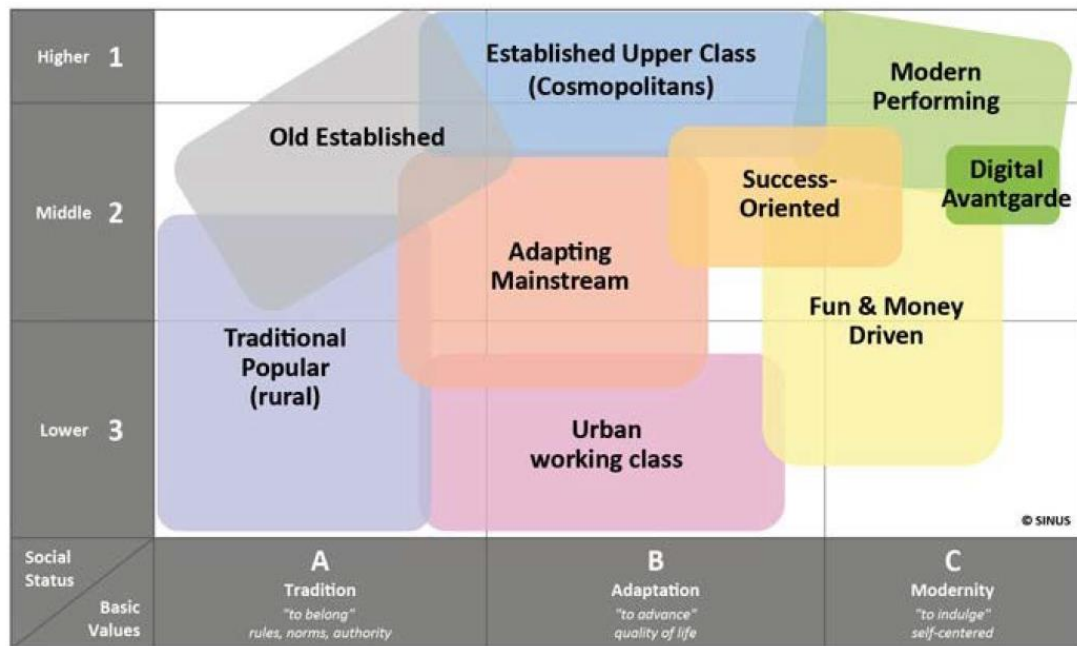 Higher 1
Established Upper Class
(Cosmopolitans)
Modern
Performing
Old Established
Middle 2
Success-
Oriented
Digital
Avantgarde
Adapting
Mainstream
Fun & Money
Driven
Traditional
Popular
(rural)
Lower 3
Urban
working class
© SINUS
Social
Status
Basic
Values
A
Tradition
"to belong"
rules, norms, authority
B
Adaptation
"to advance"
quality of life
C
Modernity
"to indulge"
self-centered